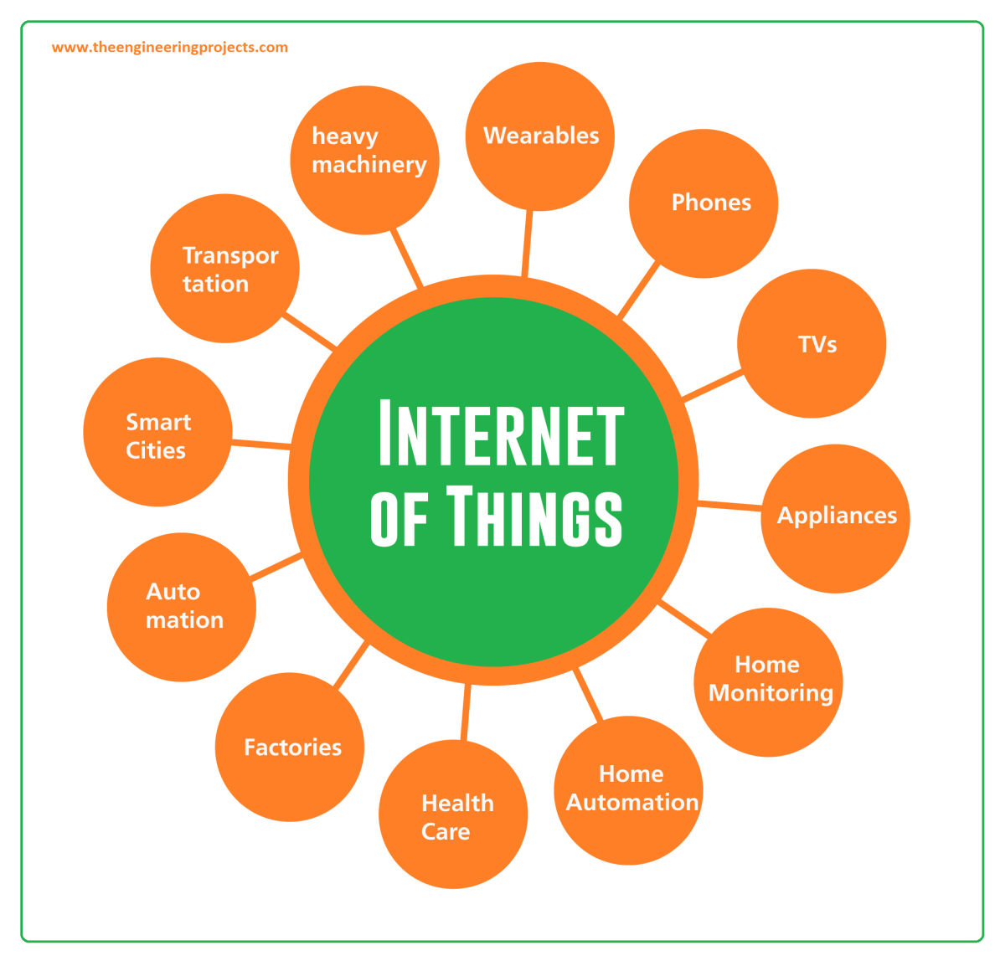 www.theengineeringprojects.com
Wearables
Phones
TVs
Appliances
Home
Monitoring
Home
Automation
Health
Care
Factories
Auto
mation
Smart
Cities
Transpor
tation
heavy
machinery
INTERNET
OF THINGS